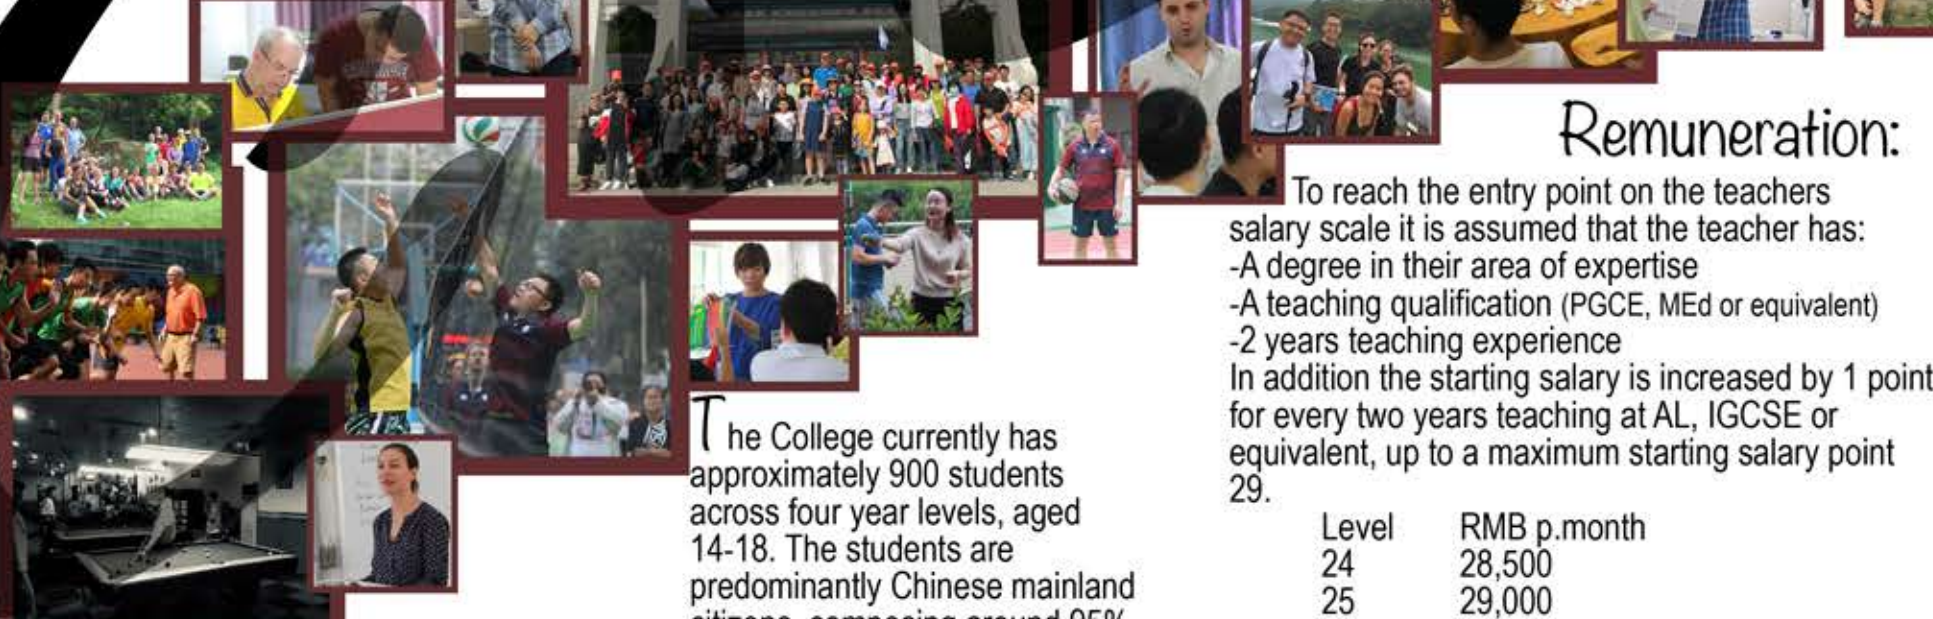 The College currently has
approximately 900 students
across four year levels, aged
14-18. The students are
predominantly Chinese mainland
citizens, composing around 95%
Remuneration:
To reach the entry point on the teachers
salary scale it is assumed that the teacher has:
-A degree in their area of expertise
-A teaching qualification (PGCE, MEd or equivalent)
-2 years teaching experience
In addition the starting salary is increased by 1 point
for every two years teaching at AL, IGCSE or
equivalent, up to a maximum starting salary point
29.
Level RMB p.month
24 28,500
25 29,000